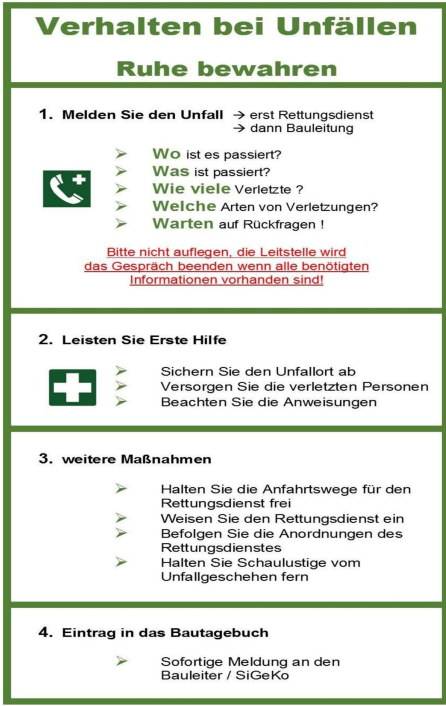 Verhalten bei Unfällen
Ruhe bewahren
1. Melden Sie den Unfall → erst Rettungsdienst
→ dann Bauleitung
➢ Wo ist es passiert?
➢ Was ist passiert?
➢ Wie viele Verletzte ?
➢ Welche Arten von Verletzungen?
➢ Warten auf Rückfragen !
Bitte nicht auflegen, die Leitstelle wird
das Gespräch beenden wenn alle benötigten
Informationen vorhanden sind!
2. Leisten Sie Erste Hilfe
➢ Sichern Sie den Unfallort ab
➢ Versorgen Sie die verletzten Personen
➢ Beachten Sie die Anweisungen
3. weitere Maßnahmen
➢ Halten Sie die Anfahrtswege für den
Rettungsdienst frei
➢ Weisen Sie den Rettungsdienst ein
➢ Befolgen Sie die Anordnungen des
Rettungsdienstes
➢ Halten Sie Schaulustige vom
Unfallgeschehen fern
4. Eintrag in das Bautagebuch
➢ Sofortige Meldung an den
Bauleiter / SiGeKo